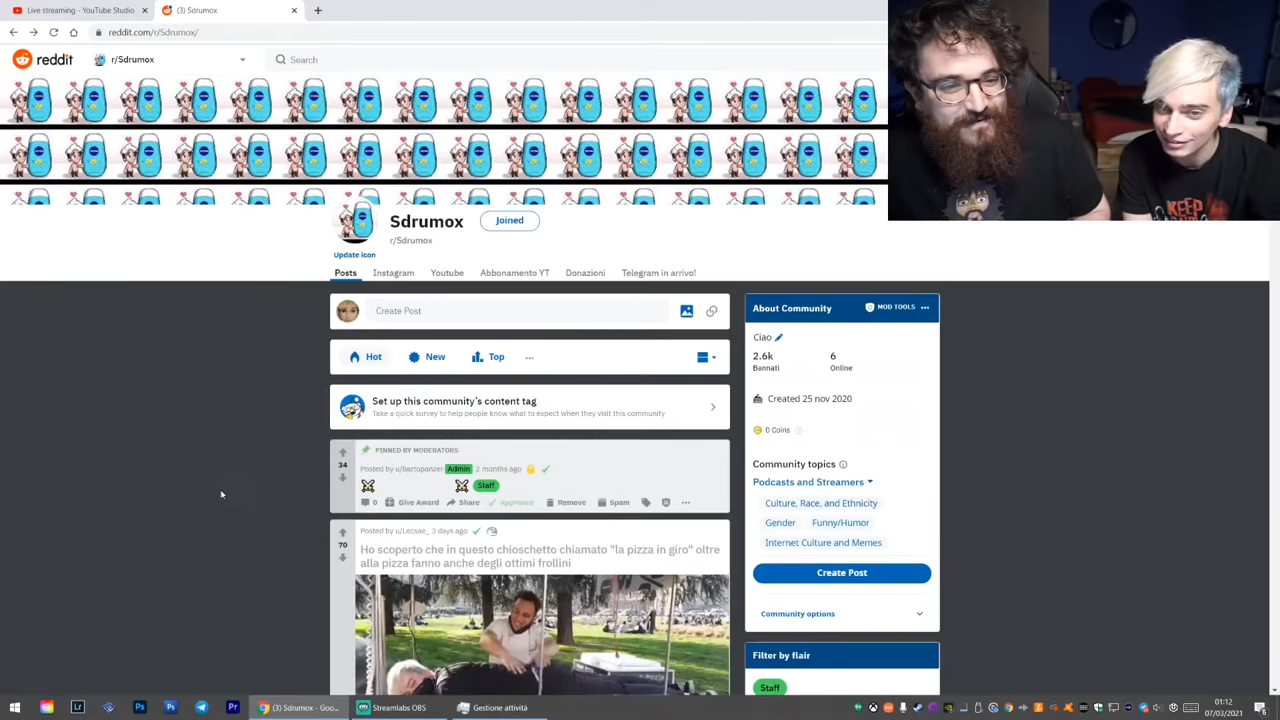 Live streaming - YouTube Studio
(3) Sdrumox
reddit.com/r/Sdrumox/
reddit
r/Sdrumox
Search
Sdrumox
Joined
r/Sdrumox
Update icon
Posts
Instagram
Youtube
Abbonamento YT
Donazioni
Telegram in arrivo!
Create Post
Hot
New
Top
...
Set up this community's content tag
Take a quick survey to help people know what to expect when they visit this community
PINNED BY MODERATORS
34
Posted by u/bartopanzer Admin 2 months ago
Staff
0 Give Award Share Approved Remove Spam
70
Posted by u/Lecsae_ 3 days ago
Ho scoperto che in questo chioschetto chiamato "la pizza in giro" oltre
alla pizza fanno anche degli ottimi frollini
About Community
MOD TOOLS
Ciao
2.6k
6
Bannati
Online
Created 25 nov 2020
0 Coins
Community topics
Podcasts and Streamers
Culture, Race, and Ethnicity
Gender
Funny/Humor
Internet Culture and Memes
Create Post
Community options
Filter by flair
Staff
KEEP
(3) Sdrumox - Goo...
Streamlabs OBS
Gestione attività
01:12
07/03/2021
6